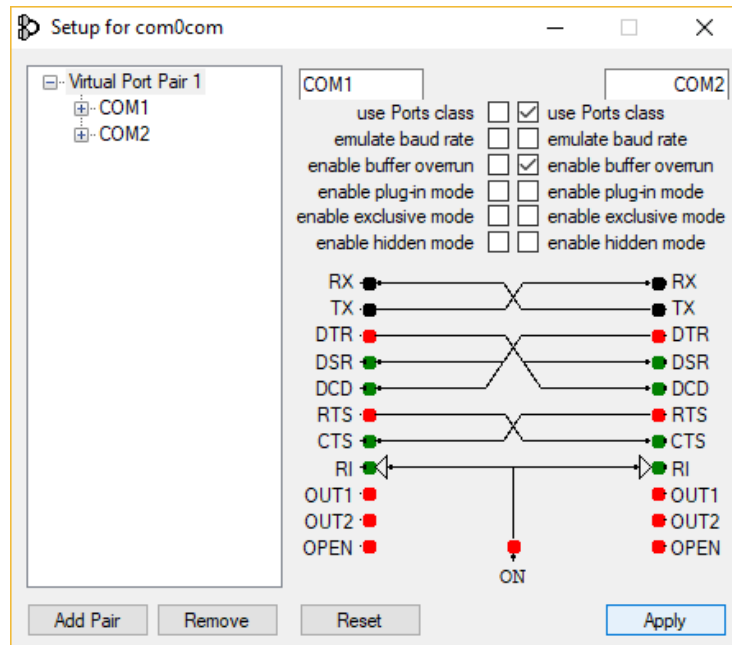 Setup for com0com
Virtual Port Pair 1
COM1
COM2
COM1 COM2
use Ports class use Ports class
emulate baud rate emulate baud rate
enable buffer overrun enable buffer overrun
enable plug-in mode enable plug-in mode
enable exclusive mode enable exclusive mode
enable hidden mode enable hidden mode
RX RX
TX TX
DTR DTR
DSR DSR
DCD DCD
RTS RTS
CTS CTS
RI RI
OUT1 OUT1
OUT2 OUT2
OPEN OPEN
ON
Add Pair Remove Reset Apply